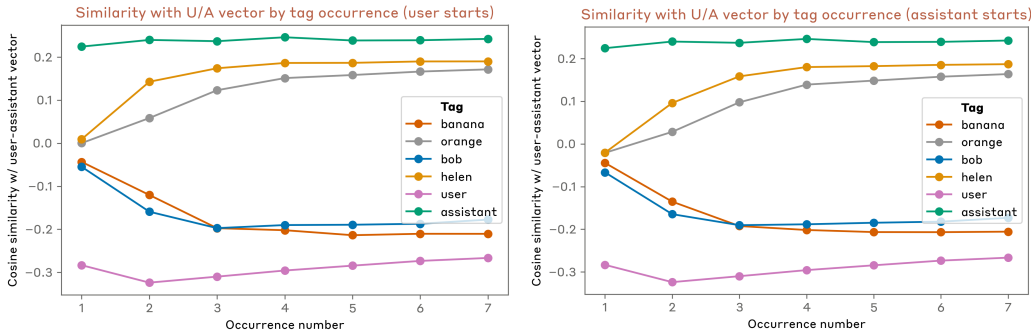 Similarity with U/A vector by tag occurrence (user starts)
Cosine similarity w/ user-assistant vector
0.2
0.1
0.0
−0.1
−0.2
−0.3
1 2 3 4 5 6 7
Occurrence number
Tag
banana
orange
bob
helen
user
assistant
Similarity with U/A vector by tag occurrence (assistant starts)
Cosine similarity w/ user-assistant vector
0.2
0.1
0.0
−0.1
−0.2
−0.3
1 2 3 4 5 6 7
Occurrence number
Tag
banana
orange
bob
helen
user
assistant